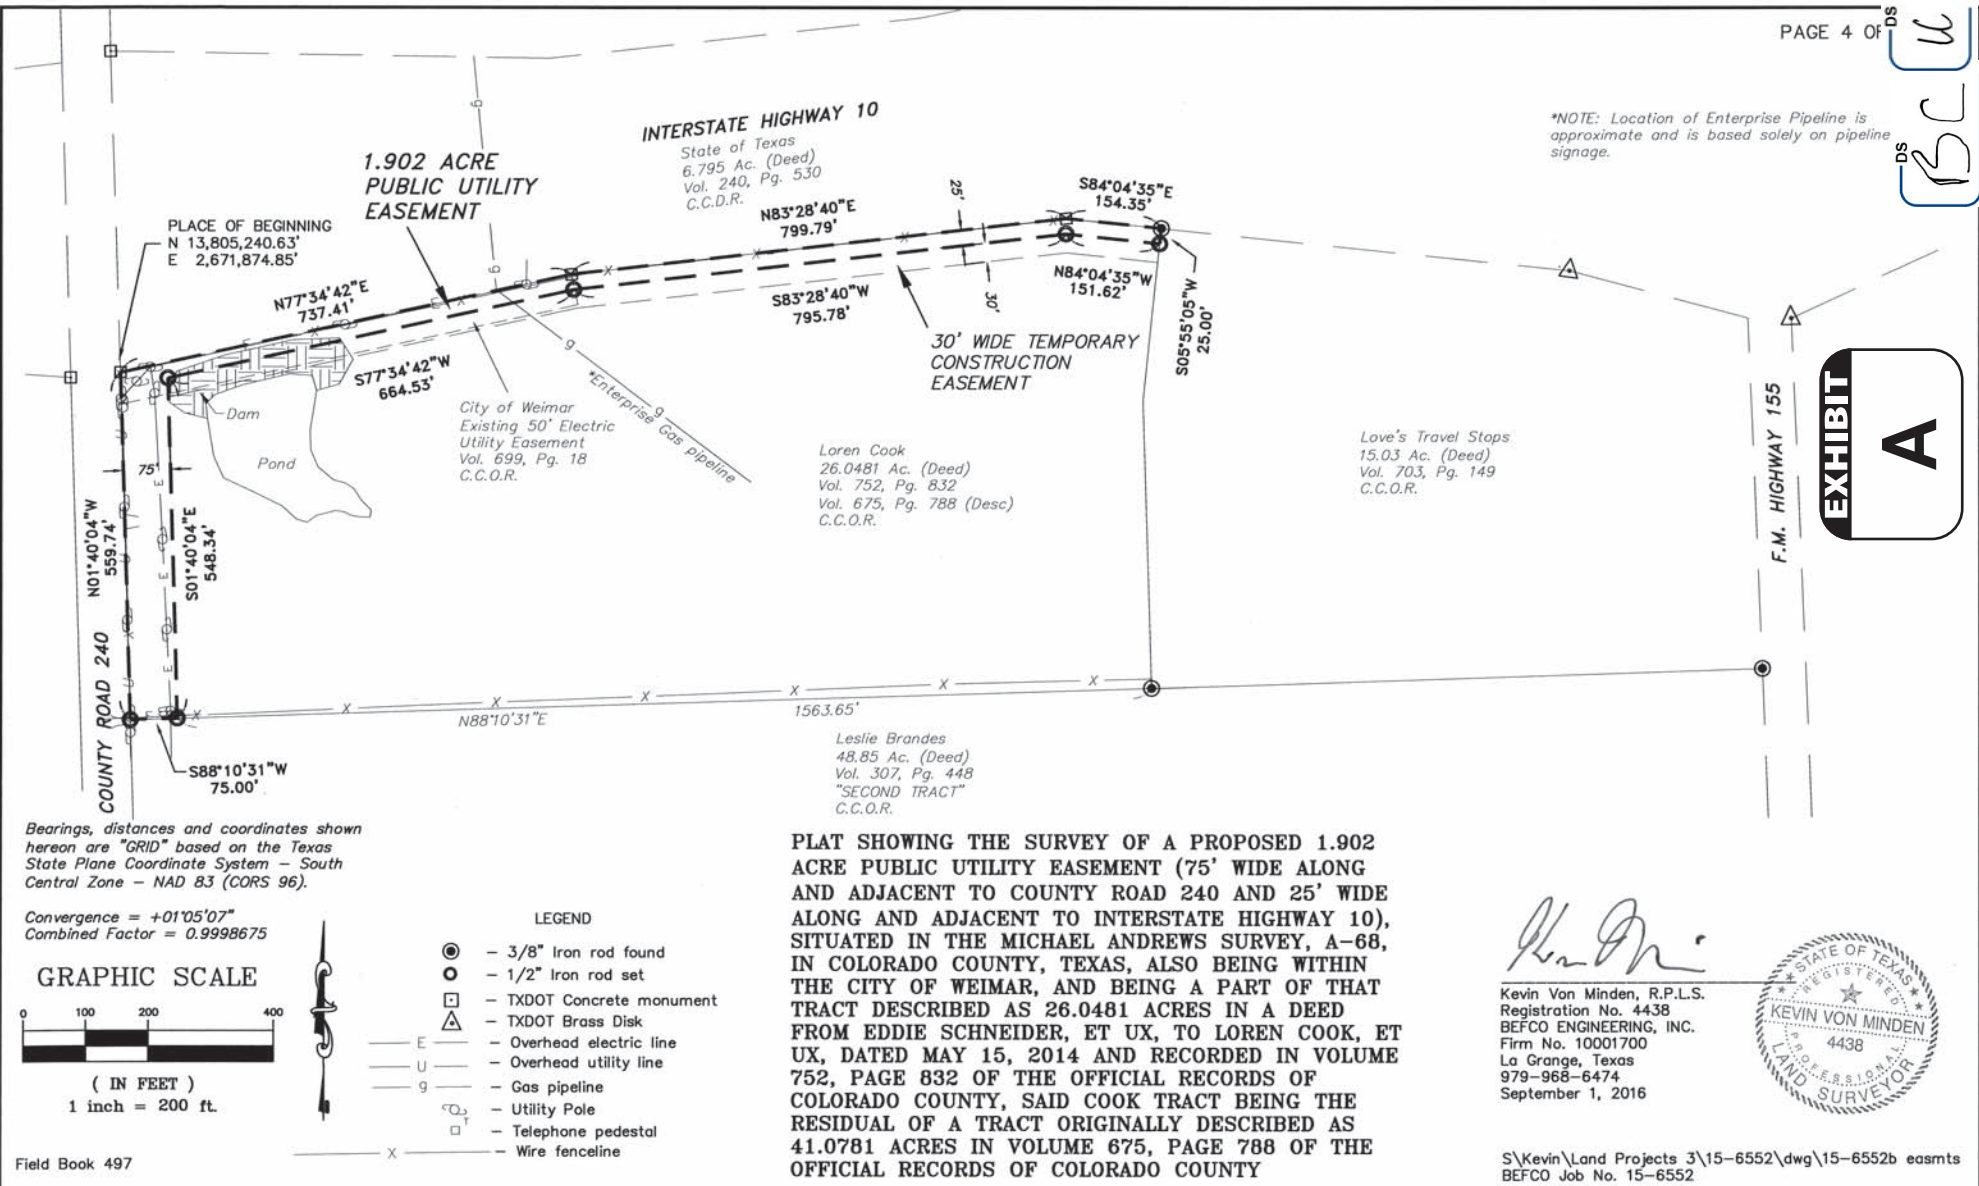 PAGE 4 OF
DS
DS
*NOTE: Location of Enterprise Pipeline is
approximate and is based solely on pipeline
signage.
INTERSTATE HIGHWAY 10
State of Texas
6.795 Ac. (Deed)
Vol. 240, Pg. 530
C.C.D.R.
1.902 ACRE
PUBLIC UTILITY
EASEMENT
PLACE OF BEGINNING
N 13,805,240.63'
E 2,671,874.85'
N77°34'42"E
737.41'
N83°28'40"E
799.79'
25'
S84°04'35"E
154.35'
S77°34'42"W
664.53'
S83°28'40"W
795.78'
30'
N84°04'35"W
151.62'
S05°55'05"W
25.00'
30' WIDE TEMPORARY
CONSTRUCTION
EASEMENT
City of Weimar
Existing 50' Electric
Utility Easement
Vol. 699, Pg. 18
C.C.O.R.
*Enterprise Gas pipeline
Dam
Pond
75'
N01°40'04"W
559.74'
S01°40'04"E
548.34'
Loren Cook
26.0481 Ac. (Deed)
Vol. 752, Pg. 832
Vol. 675, Pg. 788 (Desc)
C.C.O.R.
Love's Travel Stops
15.03 Ac. (Deed)
Vol. 703, Pg. 149
C.C.O.R.
F.M. HIGHWAY 155
EXHIBIT
A
COUNTY ROAD 240
N88°10'31"E
1563.65'
S88°10'31"W
75.00'
Leslie Brandes
48.85 Ac. (Deed)
Vol. 307, Pg. 448
"SECOND TRACT"
C.C.O.R.
Bearings, distances and coordinates shown
hereon are "GRID" based on the Texas
State Plane Coordinate System – South
Central Zone – NAD 83 (CORS 96).
Convergence = +01°05'07"
Combined Factor = 0.9998675
GRAPHIC SCALE
0 100 200 400
( IN FEET )
1 inch = 200 ft.
Field Book 497
LEGEND
– 3/8" Iron rod found
– 1/2" Iron rod set
– TXDOT Concrete monument
– TXDOT Brass Disk
E – Overhead electric line
U – Overhead utility line
g – Gas pipeline
– Utility Pole
T – Telephone pedestal
X – Wire fenceline
PLAT SHOWING THE SURVEY OF A PROPOSED 1.902
ACRE PUBLIC UTILITY EASEMENT (75' WIDE ALONG
AND ADJACENT TO COUNTY ROAD 240 AND 25' WIDE
ALONG AND ADJACENT TO INTERSTATE HIGHWAY 10),
SITUATED IN THE MICHAEL ANDREWS SURVEY, A–68,
IN COLORADO COUNTY, TEXAS, ALSO BEING WITHIN
THE CITY OF WEIMAR, AND BEING A PART OF THAT
TRACT DESCRIBED AS 26.0481 ACRES IN A DEED
FROM EDDIE SCHNEIDER, ET UX, TO LOREN COOK, ET
UX, DATED MAY 15, 2014 AND RECORDED IN VOLUME
752, PAGE 832 OF THE OFFICIAL RECORDS OF
COLORADO COUNTY, SAID COOK TRACT BEING THE
RESIDUAL OF A TRACT ORIGINALLY DESCRIBED AS
41.0781 ACRES IN VOLUME 675, PAGE 788 OF THE
OFFICIAL RECORDS OF COLORADO COUNTY
Kevin Von Minden, R.P.L.S.
Registration No. 4438
BEFCO ENGINEERING, INC.
Firm No. 10001700
La Grange, Texas
979–968–6474
September 1, 2016
STATE OF TEXAS
REGISTERED
KEVIN VON MINDEN
4438
PROFESSIONAL
LAND SURVEYOR
S\Kevin\Land Projects 3\15–6552\dwg\15–6552b easmts
BEFCO Job No. 15–6552